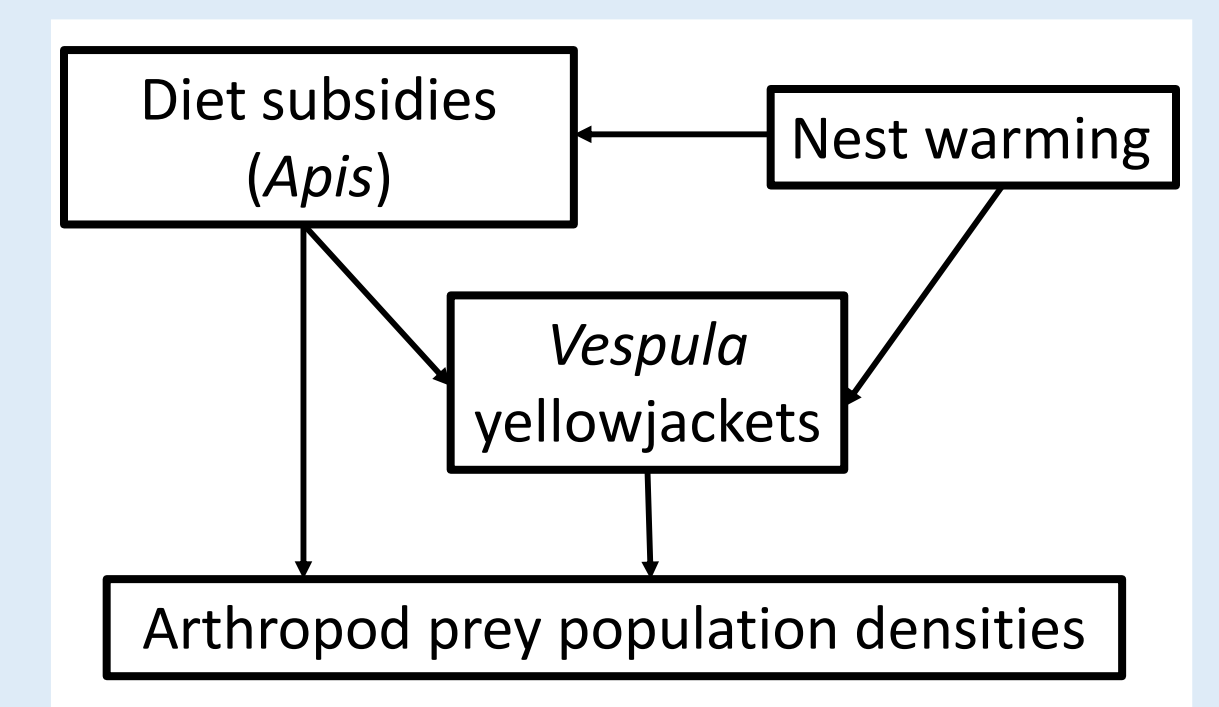 Diet subsidies
(Apis)
Nest warming
Vespula
yellowjackets
Arthropod prey population densities